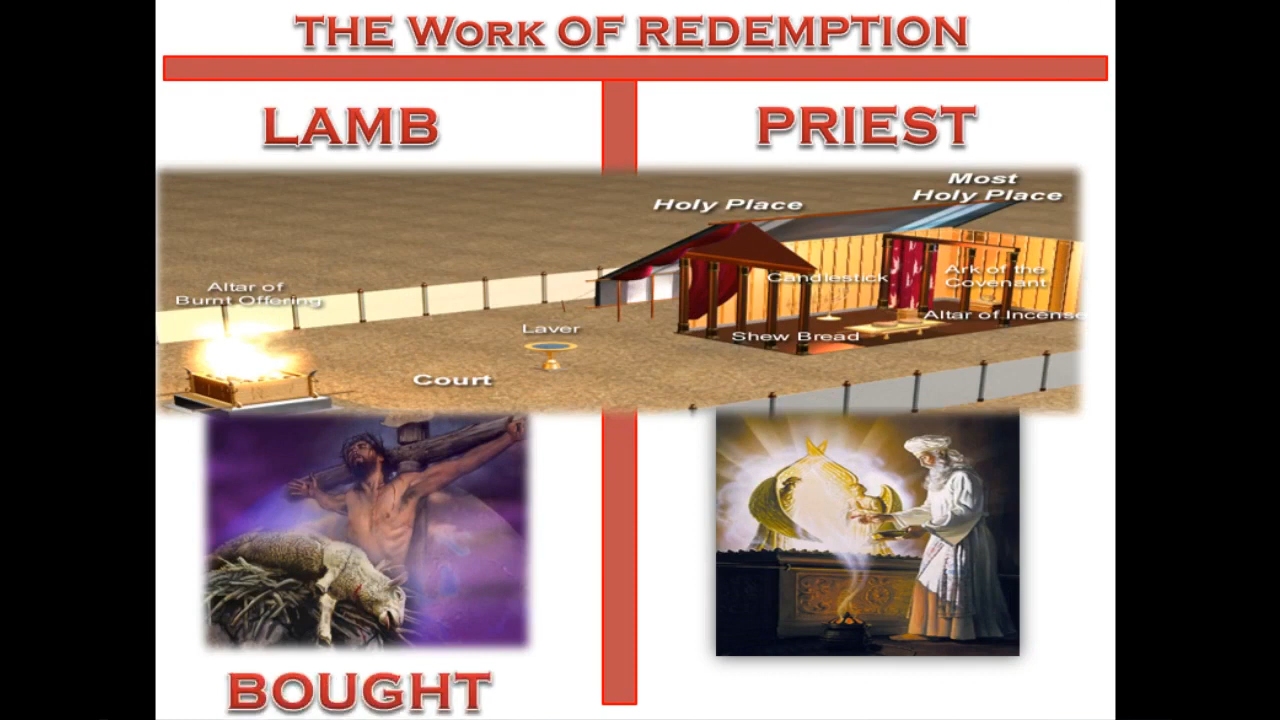 THE Work OF REDEMPTION
LAMB
PRIEST
Most
Holy Place
Holy Place
Candlestick
Ark of the
Covenant
Altar of
Burnt Offering
Altar of Incense
Laver
Shew Bread
Court
BOUGHT